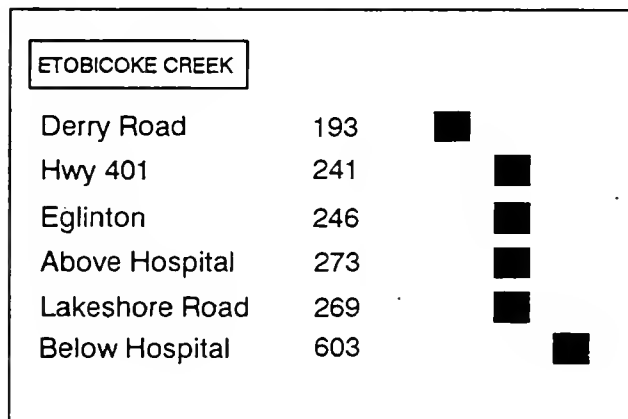 ETOBICOKE CREEK
Derry Road 193
Hwy 401 241
Eglinton 246
Above Hospital 273
Lakeshore Road 269
Below Hospital 603